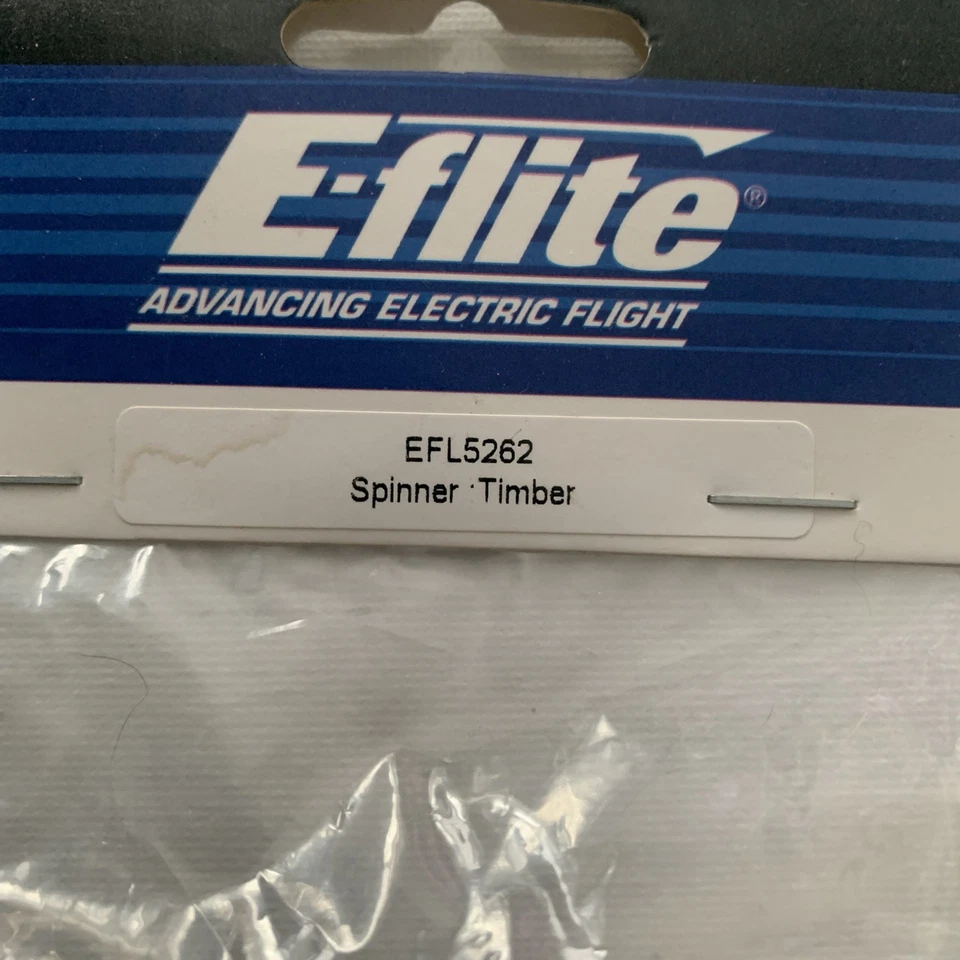 E-flite®
ADVANCING ELECTRIC FLIGHT
EFL5262
Spinner Timber